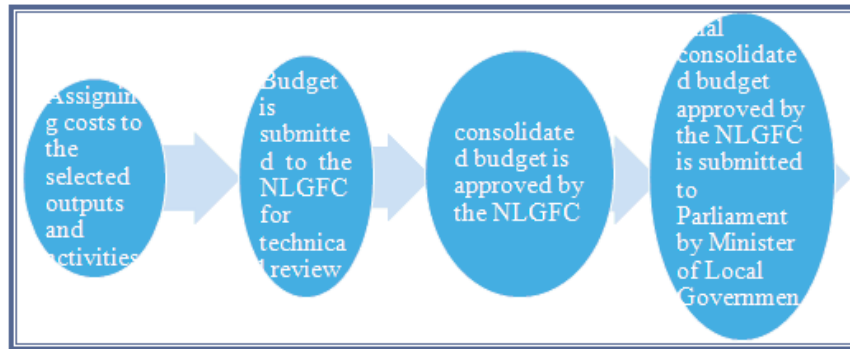 Assignin
g costs to
the
selected
outputs
and
activities
Budget
is
submitte
d to the
NLGFC
for
technica
l review
consolidate
d budget is
approved by
the NLGFC
consolidate
d budget
approved by
the NLGFC
is submitted
to
Parliament
by Minister
of Local
Governmen